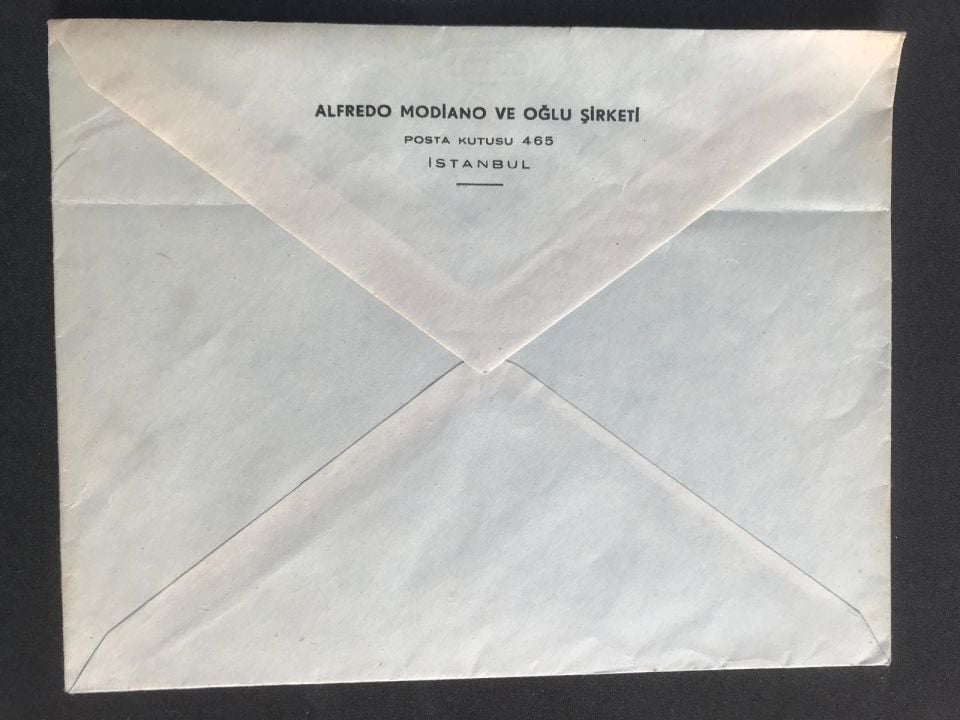 ALFREDO MODİANO VE OĞLU ŞİRKETİ
POSTA KUTUSU 465
İSTANBUL